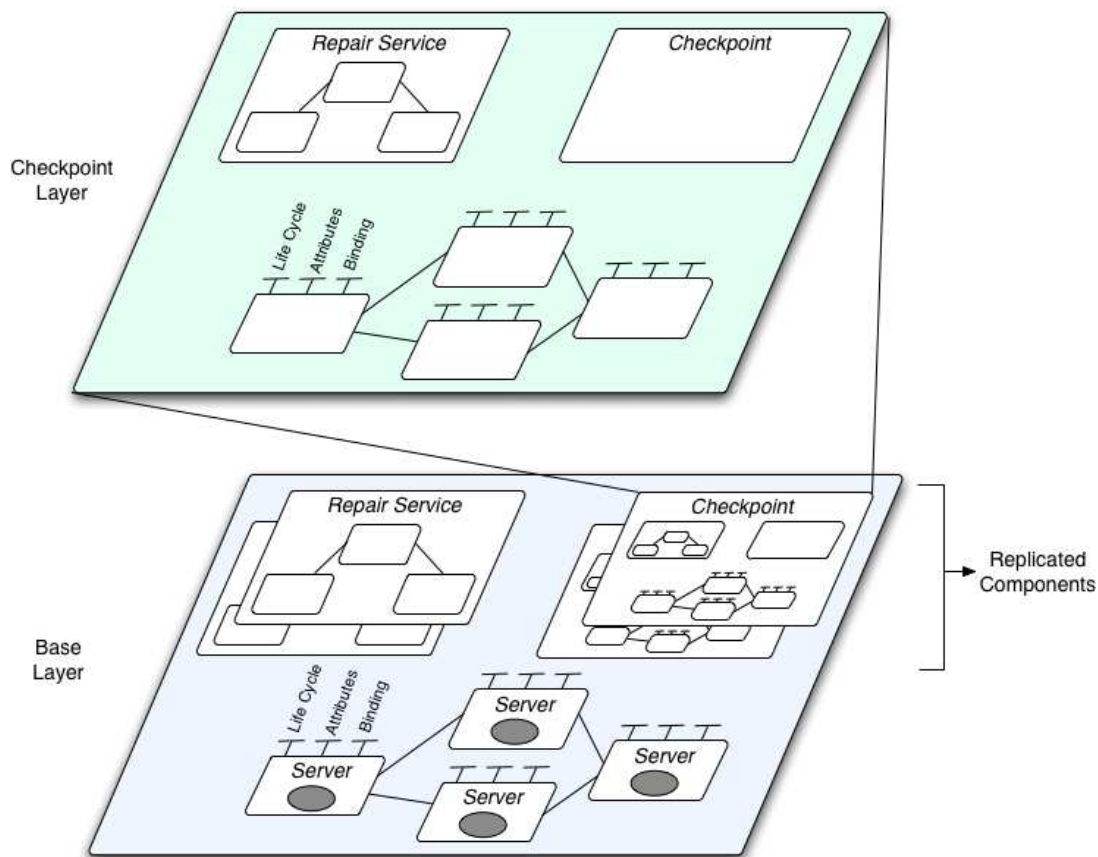 Repair Service
Checkpoint
Checkpoint
Layer
Life Cycle
Attributes
Binding
Repair Service
Checkpoint
Replicated
Components
Base
Layer
Life Cycle
Attributes
Binding
Server
Server
Server
Server